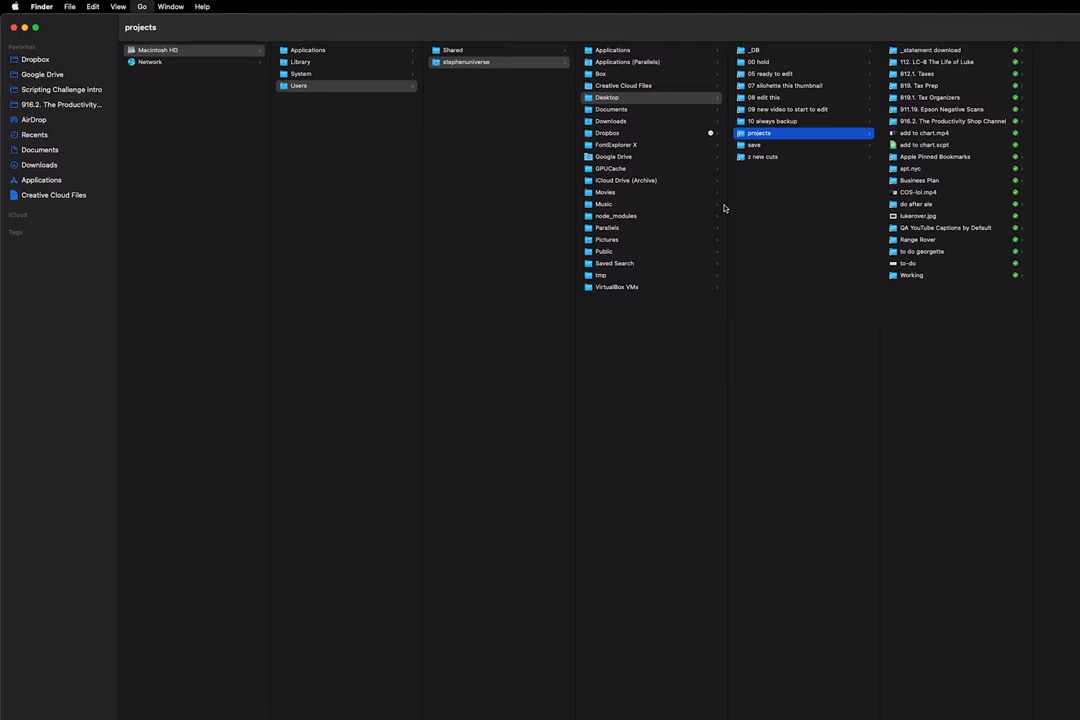 Finder File Edit View Go Window Help
projects
Favorites
Dropbox
Google Drive
Scripting Challenge Intro
916.2. The Productivity...
AirDrop
Recents
Documents
Downloads
Applications
Creative Cloud Files
iCloud
Tags
Macintosh HD
Network
Applications
Library
System
Users
Shared
stephenuniverse
Applications
Applications (Parallels)
Box
Creative Cloud Files
Desktop
Documents
Downloads
Dropbox
FontExplorer X
Google Drive
GPUCache
iCloud Drive (Archive)
Movies
Music
node_modules
Parallels
Pictures
Public
Saved Search
tmp
VirtualBox VMs
_DB
00 hold
05 ready to edit
07 silohette this thumbnail
08 edit this
09 new video to start to edit
10 always backup
projects
save
z new cuts
_statement download
112. LC-8 The Life of Luke
812.1. Taxes
819. Tax Prep
819.1. Tax Organizers
911.19. Epson Negative Scans
916.2. The Productivity Shop Channel
add to chart.mp4
add to chart.scpt
Apple Pinned Bookmarks
apt.nyc
Business Plan
COS-lol.mp4
do after ale
lukerover.jpg
QA YouTube Captions by Default
Range Rover
to do georgette
to-do
Working